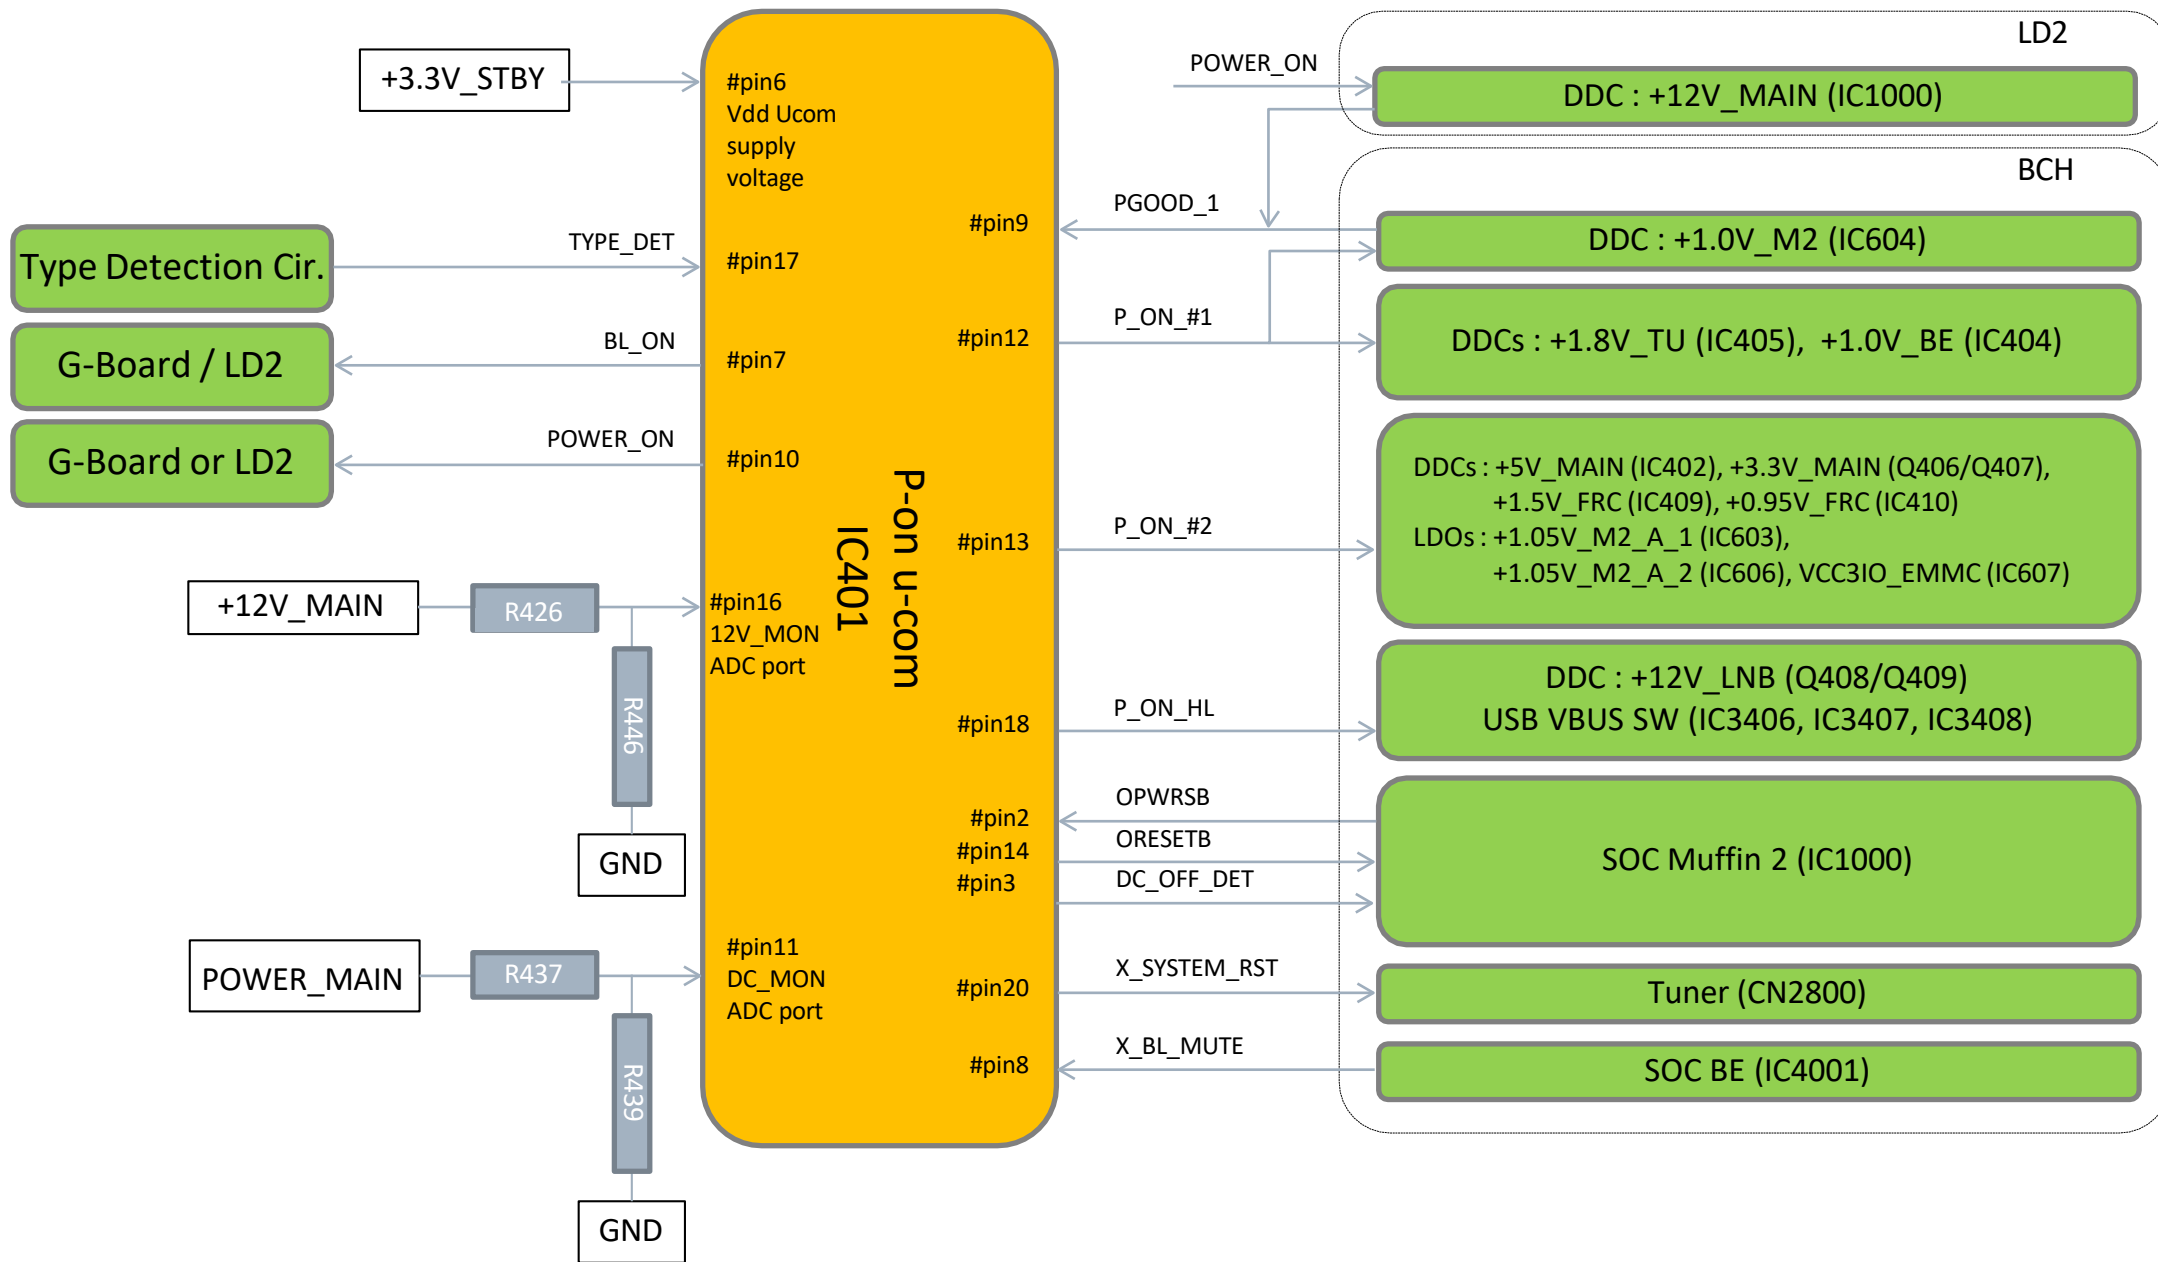 +3.3V_STBY
Type Detection Cir.
TYPE_DET
G-Board / LD2
BL_ON
G-Board or LD2
POWER_ON
+12V_MAIN
R426
R446
GND
POWER_MAIN
R437
R439
GND
#pin6
Vdd Ucom
supply
voltage
#pin17
#pin7
#pin10
#pin16
12V_MON
ADC port
#pin11
DC_MON
ADC port
P-on u-com
IC401
#pin9
#pin12
#pin13
#pin18
#pin2
#pin14
#pin3
#pin20
#pin8
POWER_ON
PGOOD_1
P_ON_#1
P_ON_#2
P_ON_HL
OPWRSB
ORESETB
DC_OFF_DET
X_SYSTEM_RST
X_BL_MUTE
LD2
DDC : +12V_MAIN (IC1000)
BCH
DDC : +1.0V_M2 (IC604)
DDCs : +1.8V_TU (IC405), +1.0V_BE (IC404)
DDCs : +5V_MAIN (IC402), +3.3V_MAIN (Q406/Q407),
+1.5V_FRC (IC409), +0.95V_FRC (IC410)
LDOs : +1.05V_M2_A_1 (IC603),
+1.05V_M2_A_2 (IC606), VCC3IO_EMMC (IC607)
DDC : +12V_LNB (Q408/Q409)
USB VBUS SW (IC3406, IC3407, IC3408)
SOC Muffin 2 (IC1000)
Tuner (CN2800)
SOC BE (IC4001)